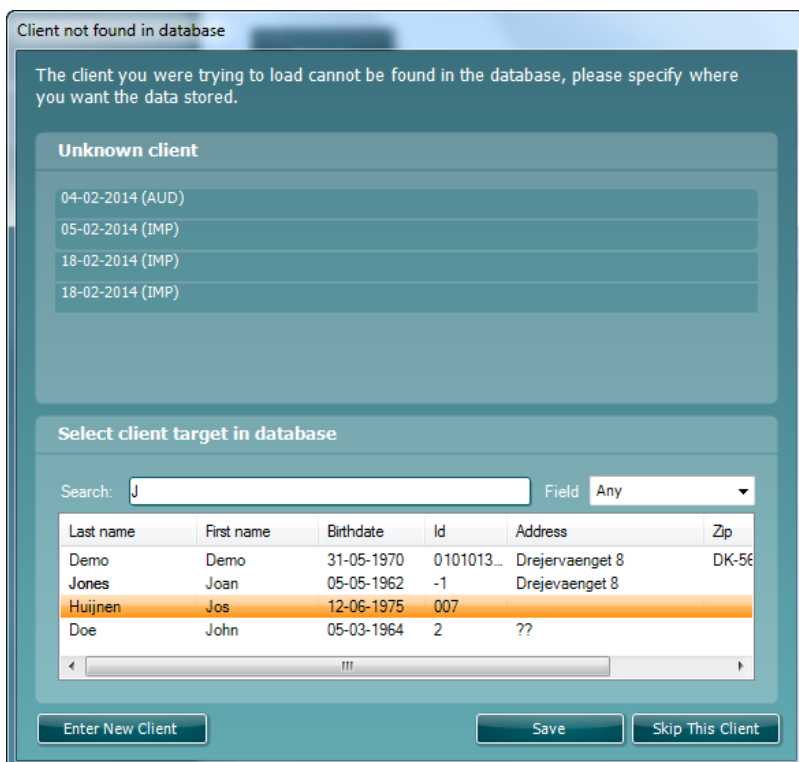 Client not found in database
The client you were trying to load cannot be found in the database, please specify where
you want the data stored.
Unknown client
04-02-2014 (AUD)
05-02-2014 (IMP)
18-02-2014 (IMP)
18-02-2014 (IMP)
Select client target in database
Search: J Field Any
Last name First name Birthdate Id Address Zip
Demo Demo 31-05-1970 0101013... Drejervaenget 8 DK-56
Jones Joan 05-05-1962 -1 Drejevaenget 8
Huijnen Jos 12-06-1975 007
Doe John 05-03-1964 2 ??
Enter New Client Save Skip This Client